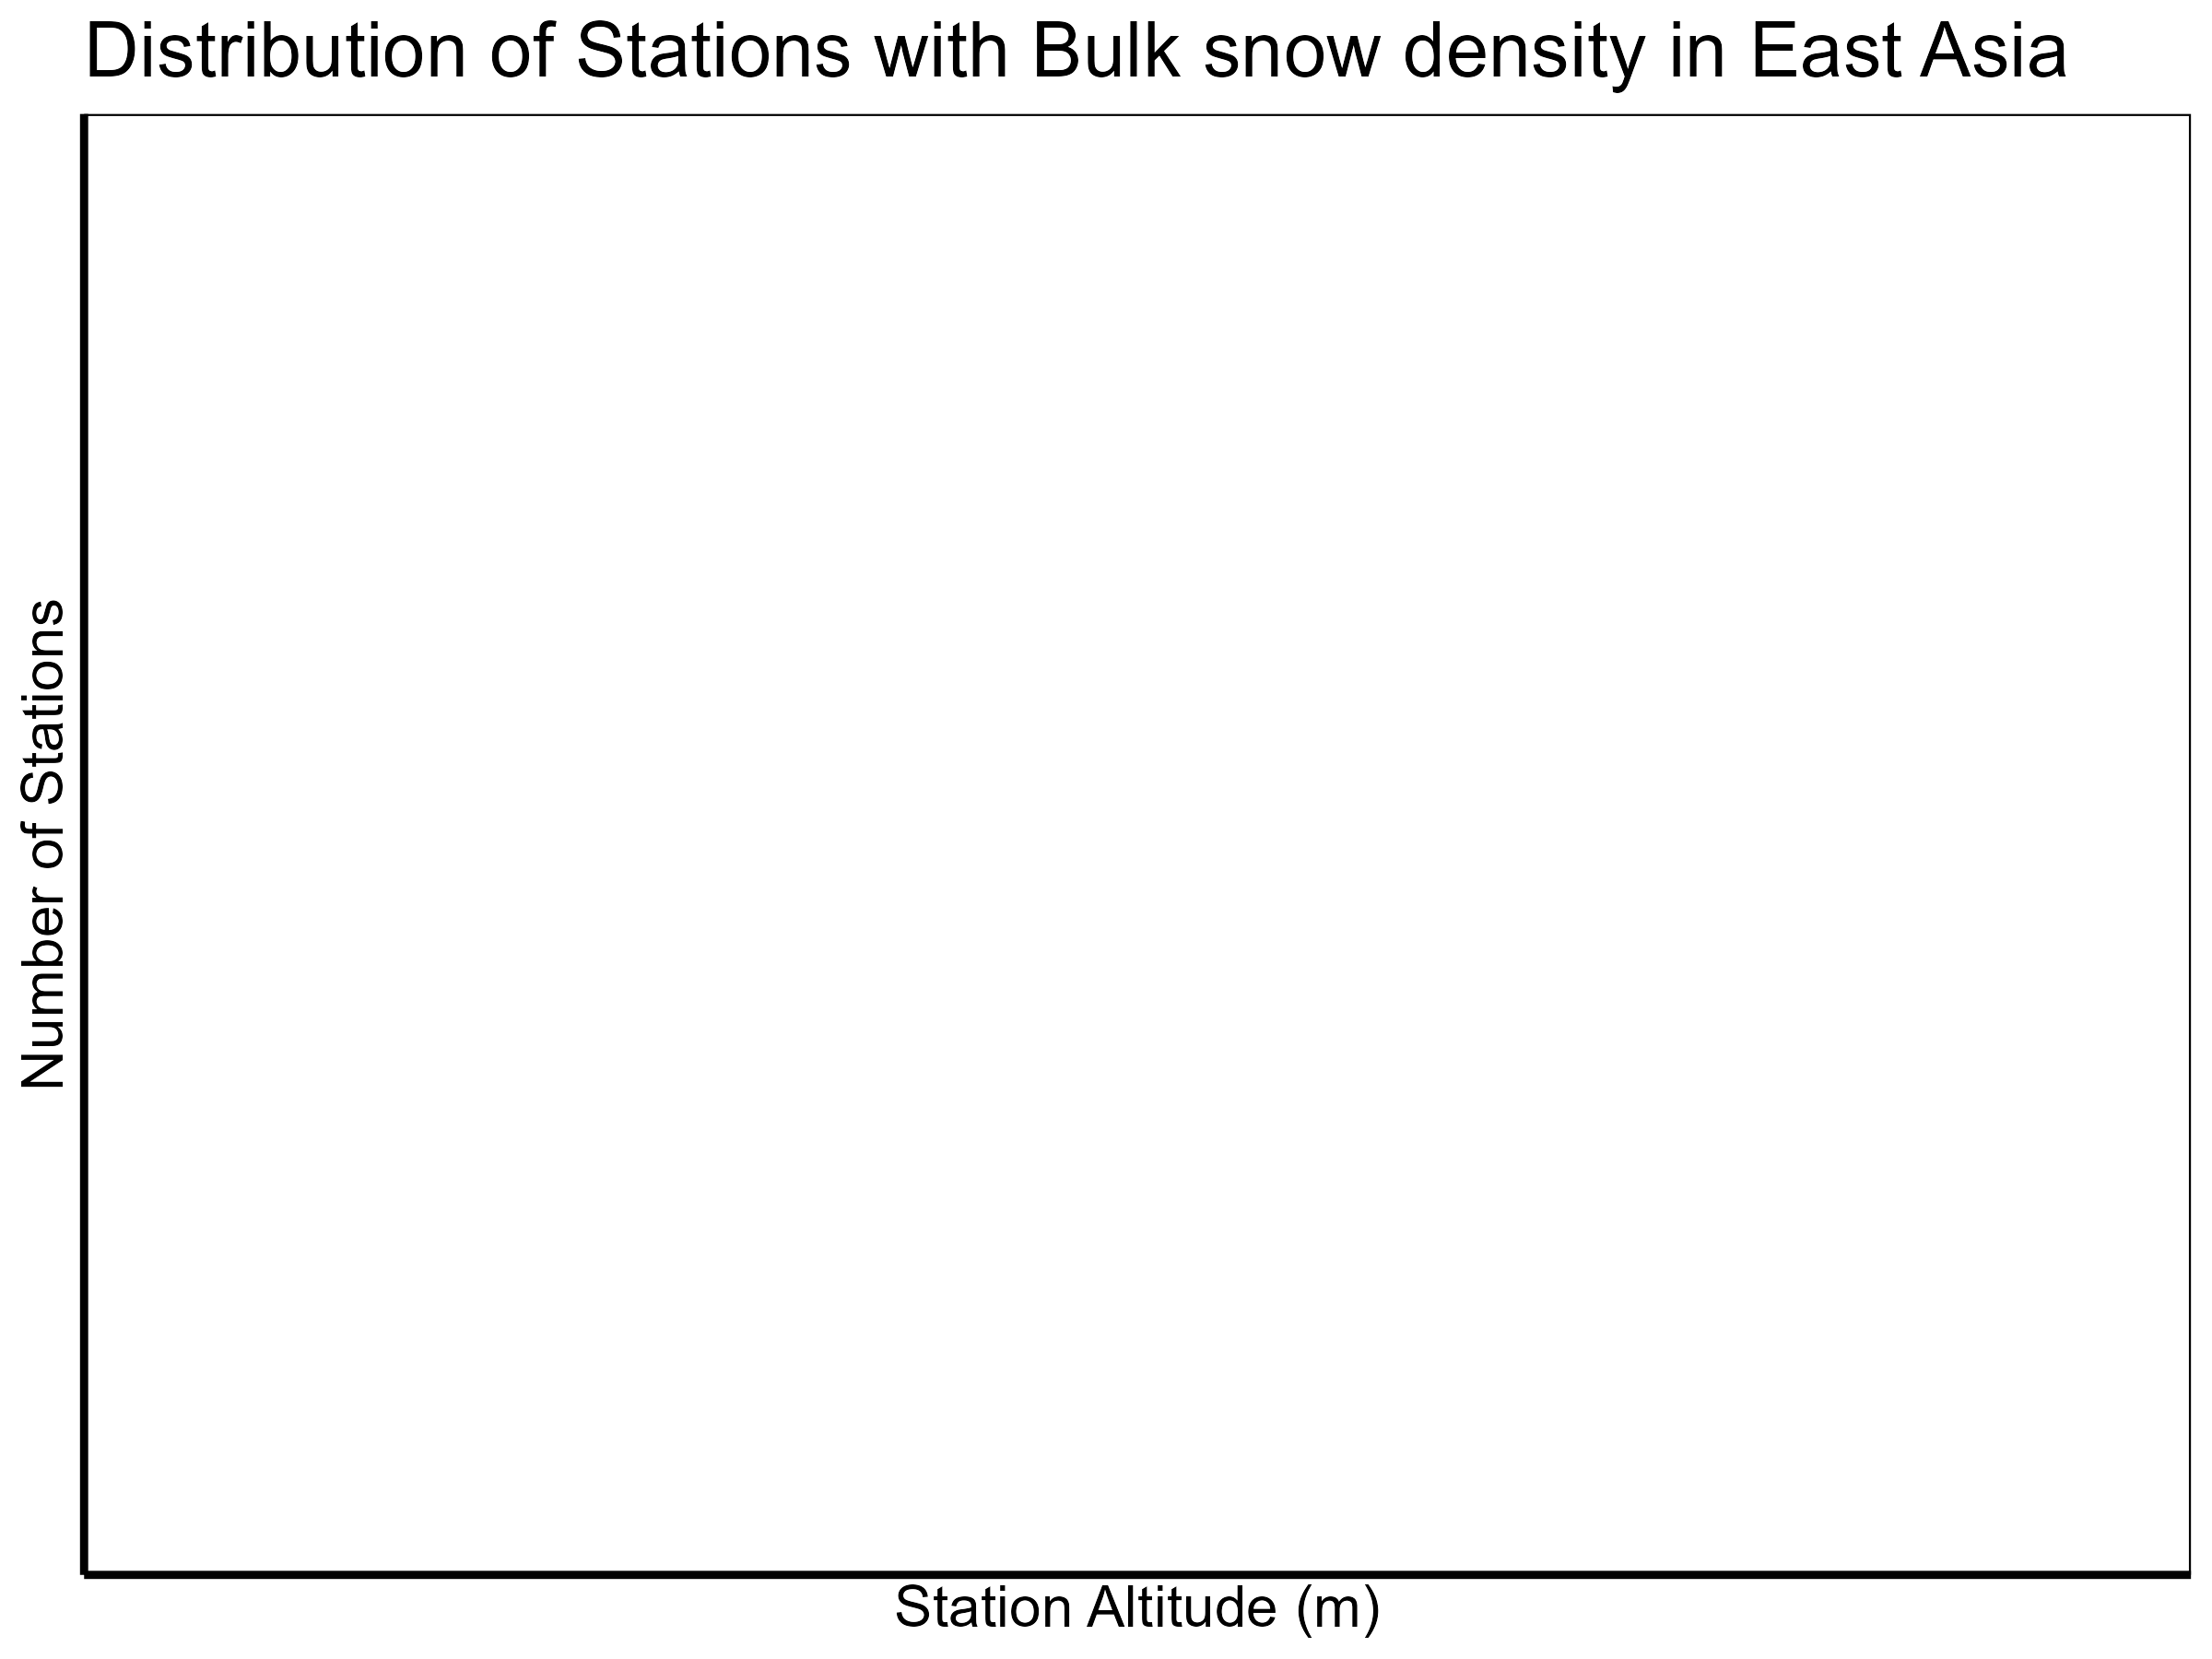 Distribution of Stations with Bulk snow density in East Asia
Number of Stations
Station Altitude (m)